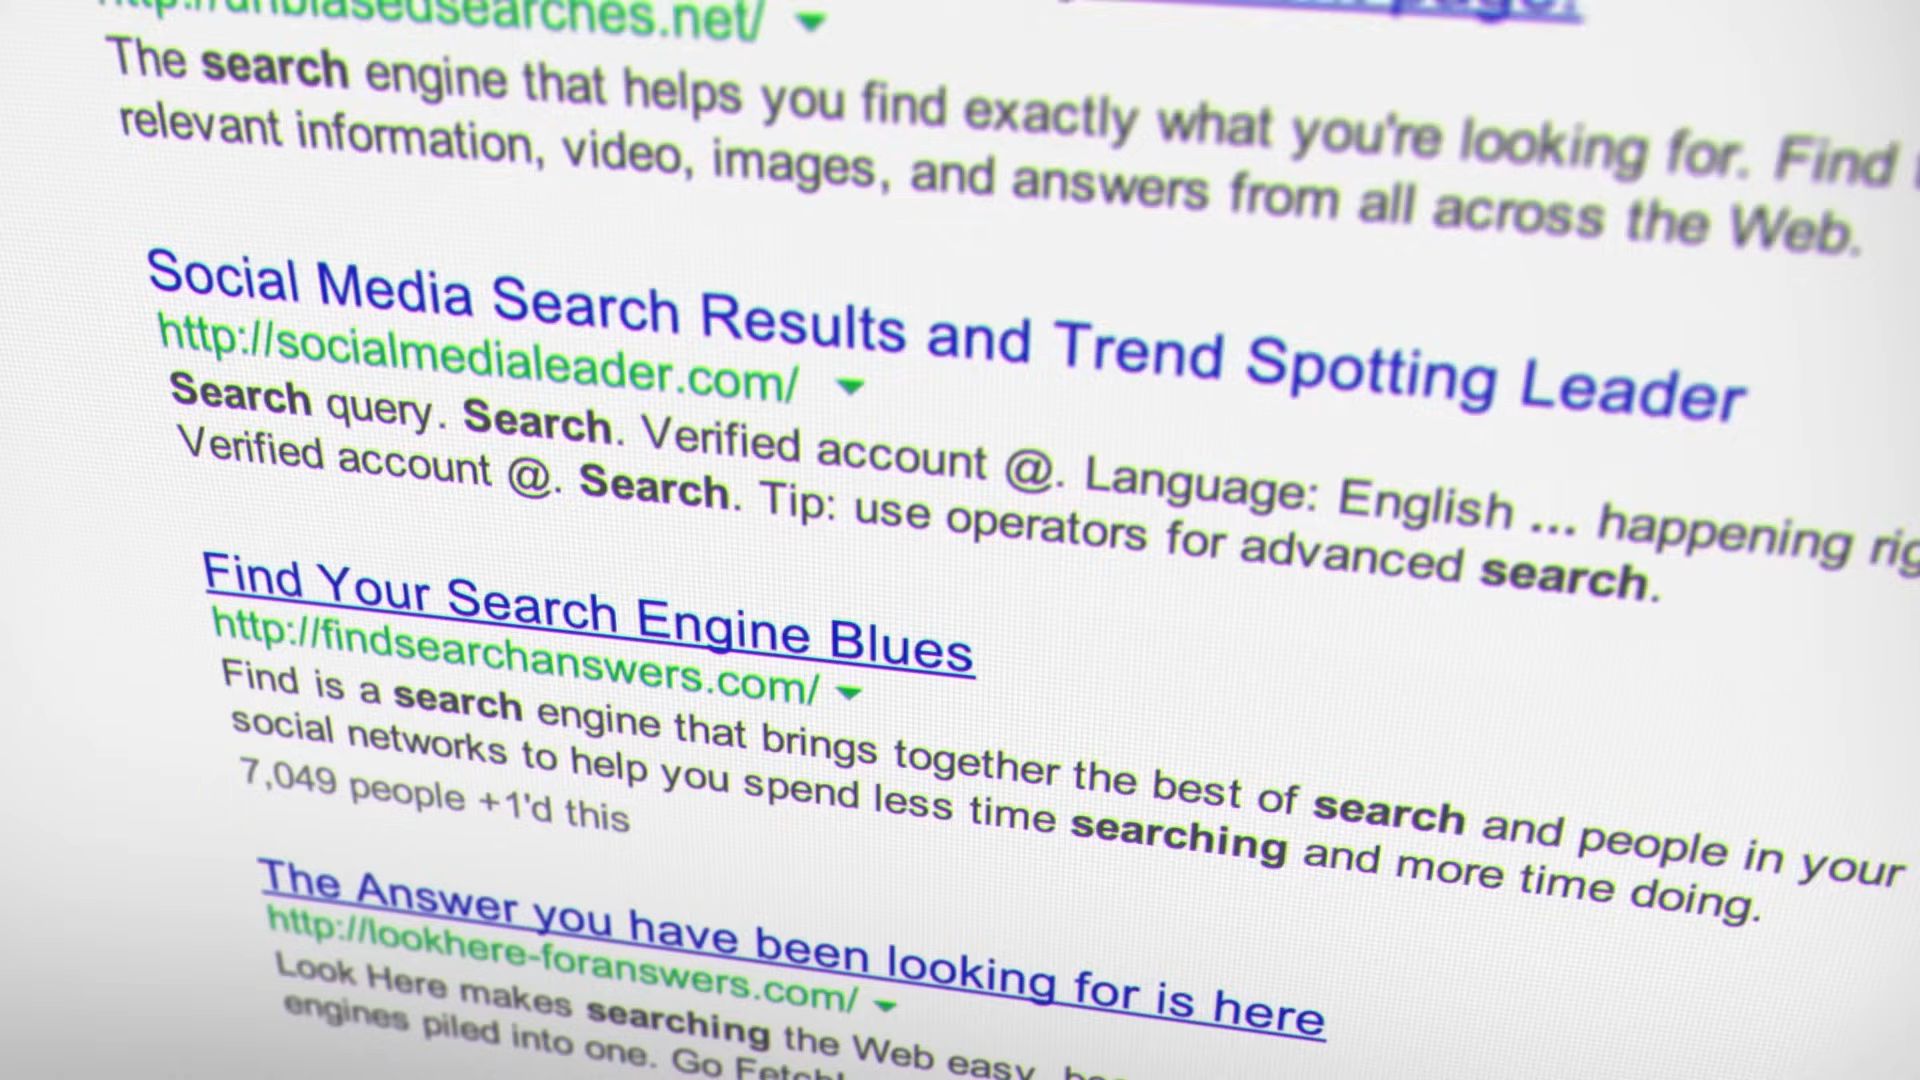 http://unbiasedsearches.net/
The search engine that helps you find exactly what you're looking for. Find
relevant information, video, images, and answers from all across the Web.
Social Media Search Results and Trend Spotting Leader
http://socialmedialeader.com/
Search query. Search. Verified account @. Language: English ... happening
Verified account @. Search. Tip: use operators for advanced search.
Find Your Search Engine Blues
http://findsearchanswers.com/
Find is a search engine that brings together the best of search and people in your
social networks to help you spend less time searching and more time doing.
7,049 people +1'd this
The Answer you have been looking for is here
http://lookhere-foranswers.com/
Look Here makes searching the Web easy,
engines piled into one. Go Fetch!